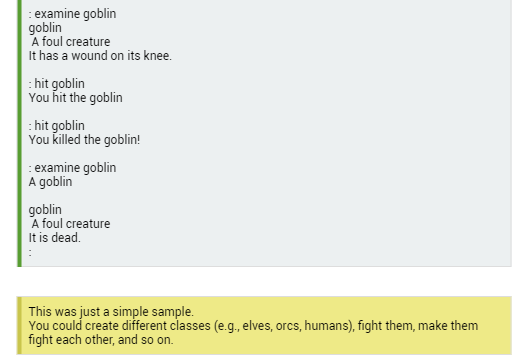 : examine goblin
goblin
A foul creature
It has a wound on its knee.
: hit goblin
You hit the goblin
: hit goblin
You killed the goblin!
: examine goblin
A goblin
goblin
A foul creature
It is dead.
:
This was just a simple sample.
You could create different classes (e.g., elves, orcs, humans), fight them, make them
fight each other, and so on.